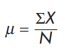 μ = ΣX / N